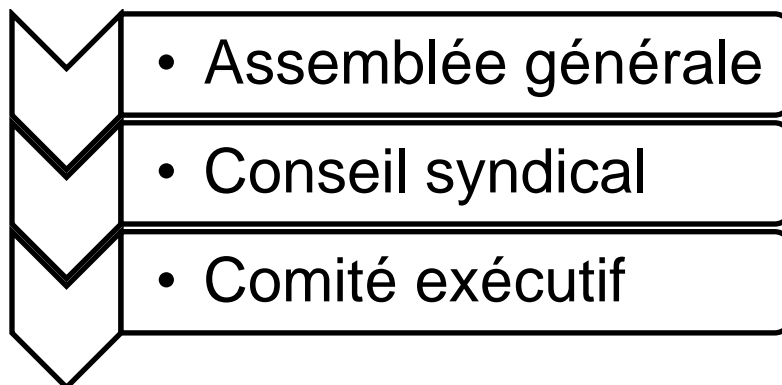 • Assemblée générale
• Conseil syndical
• Comité exécutif